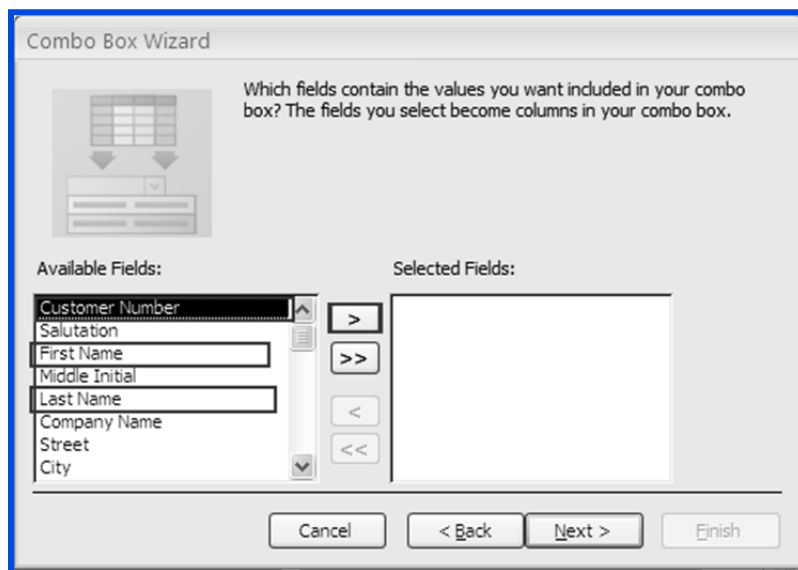 Combo Box Wizard
Which fields contain the values you want included in your combo
box? The fields you select become columns in your combo box.
Available Fields:
Selected Fields:
Customer Number
Salutation
First Name
Middle Initial
Last Name
Company Name
Street
City
>
>>
<
<<
Cancel
< Back
Next >
Finish